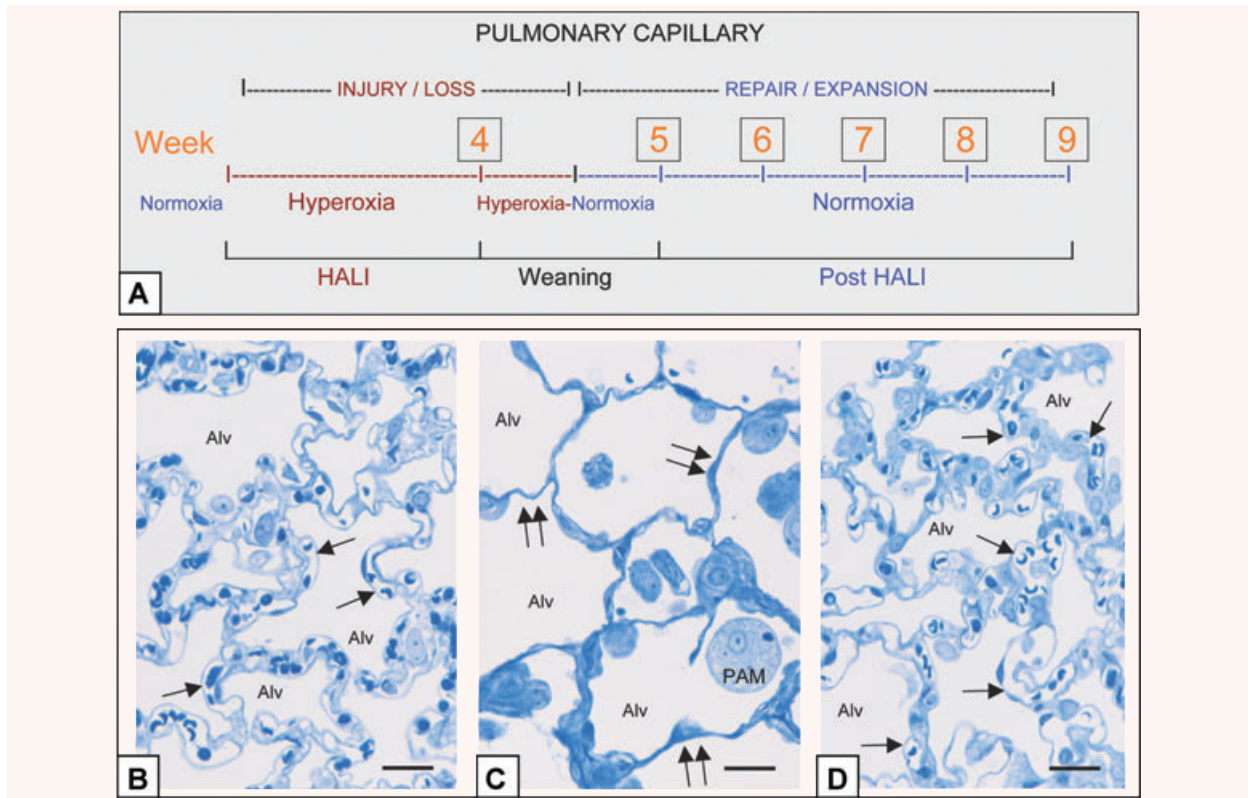 PULMONARY CAPILLARY
INJURY / LOSS REPAIR / EXPANSION
Week 4 5 6 7 8 9
Normoxia Hyperoxia Hyperoxia-Normoxia Normoxia
HALI Weaning Post HALI
A
Alv
Alv
Alv
B
Alv
Alv
PAM
Alv
C
Alv
Alv
Alv
D